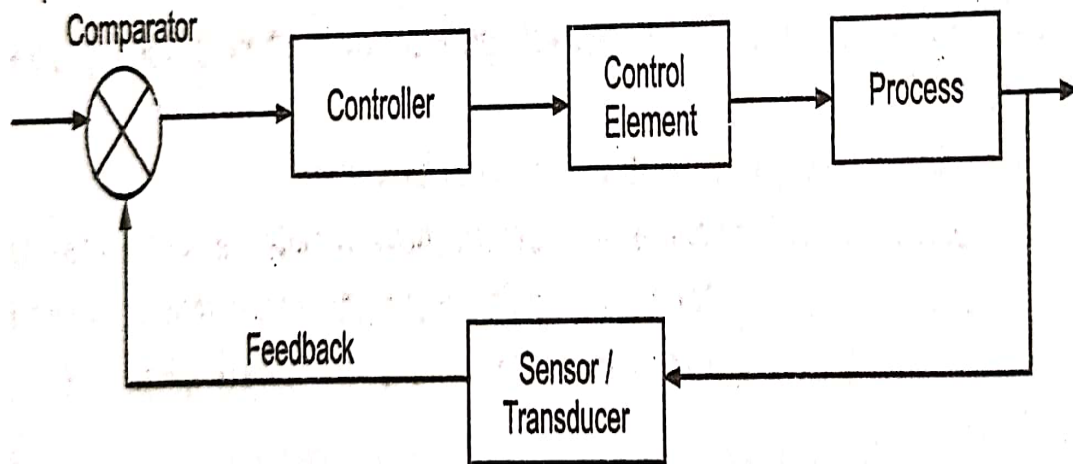 Comparator
Controller
Control
Element
Process
Feedback
Sensor /
Transducer